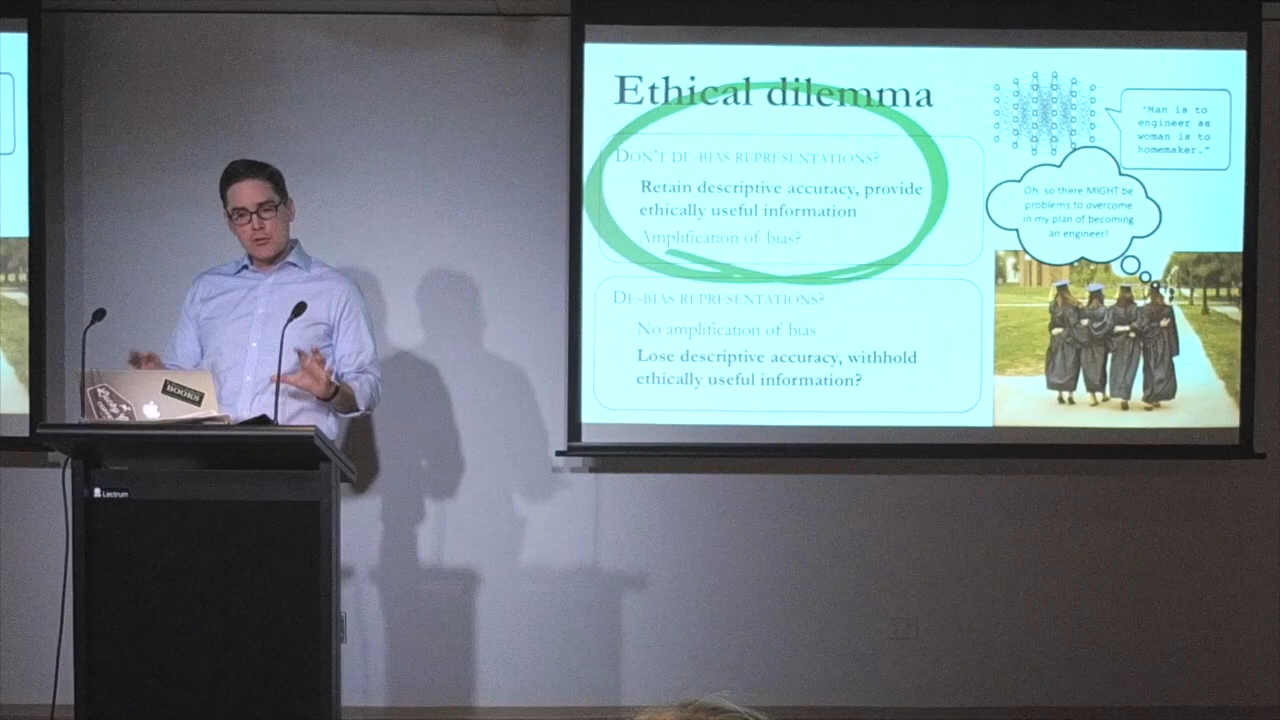 Ethical dilemma
DON'T DE-BIAS REPRESENTATIONS?
Retain descriptive accuracy, provide
ethically useful information
Amplification of bias?
DE-BIAS REPRESENTATIONS?
No amplification of bias
Lose descriptive accuracy, withhold
ethically useful information?
"Man is to
engineer as
woman is to
homemaker."
Oh, so there MIGHT be
problems to overcome
in my plan of becoming
an engineer!
BOOKS
Lectrum